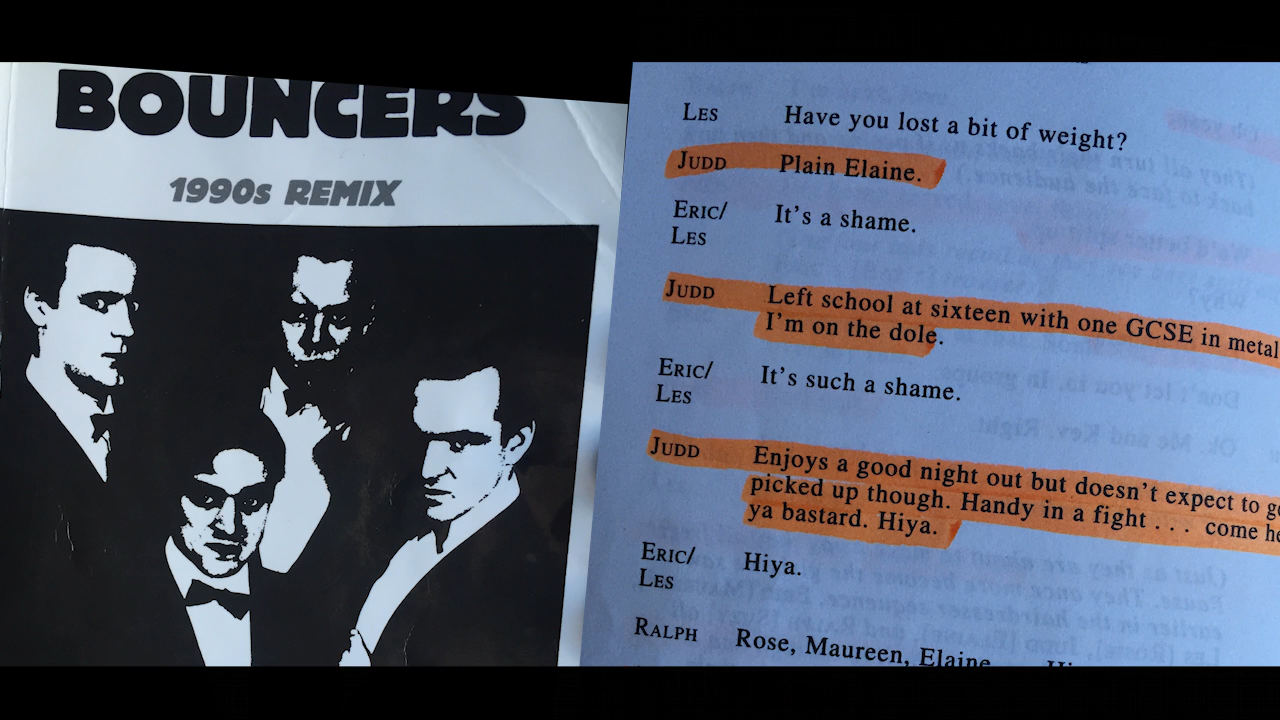 BOUNCERS
1990s REMIX
LES Have you lost a bit of weight?
JUDD Plain Elaine.
ERIC/ It's a shame.
LES
JUDD Left school at sixteen with one GCSE in metal
I'm on the dole.
ERIC/ It's such a shame.
LES
JUDD Enjoys a good night out but doesn't expect to
picked up though. Handy in a fight . . . come
ya bastard. Hiya.
ERIC/ Hiya.
LES
RALPH Rose, Maureen, Elaine